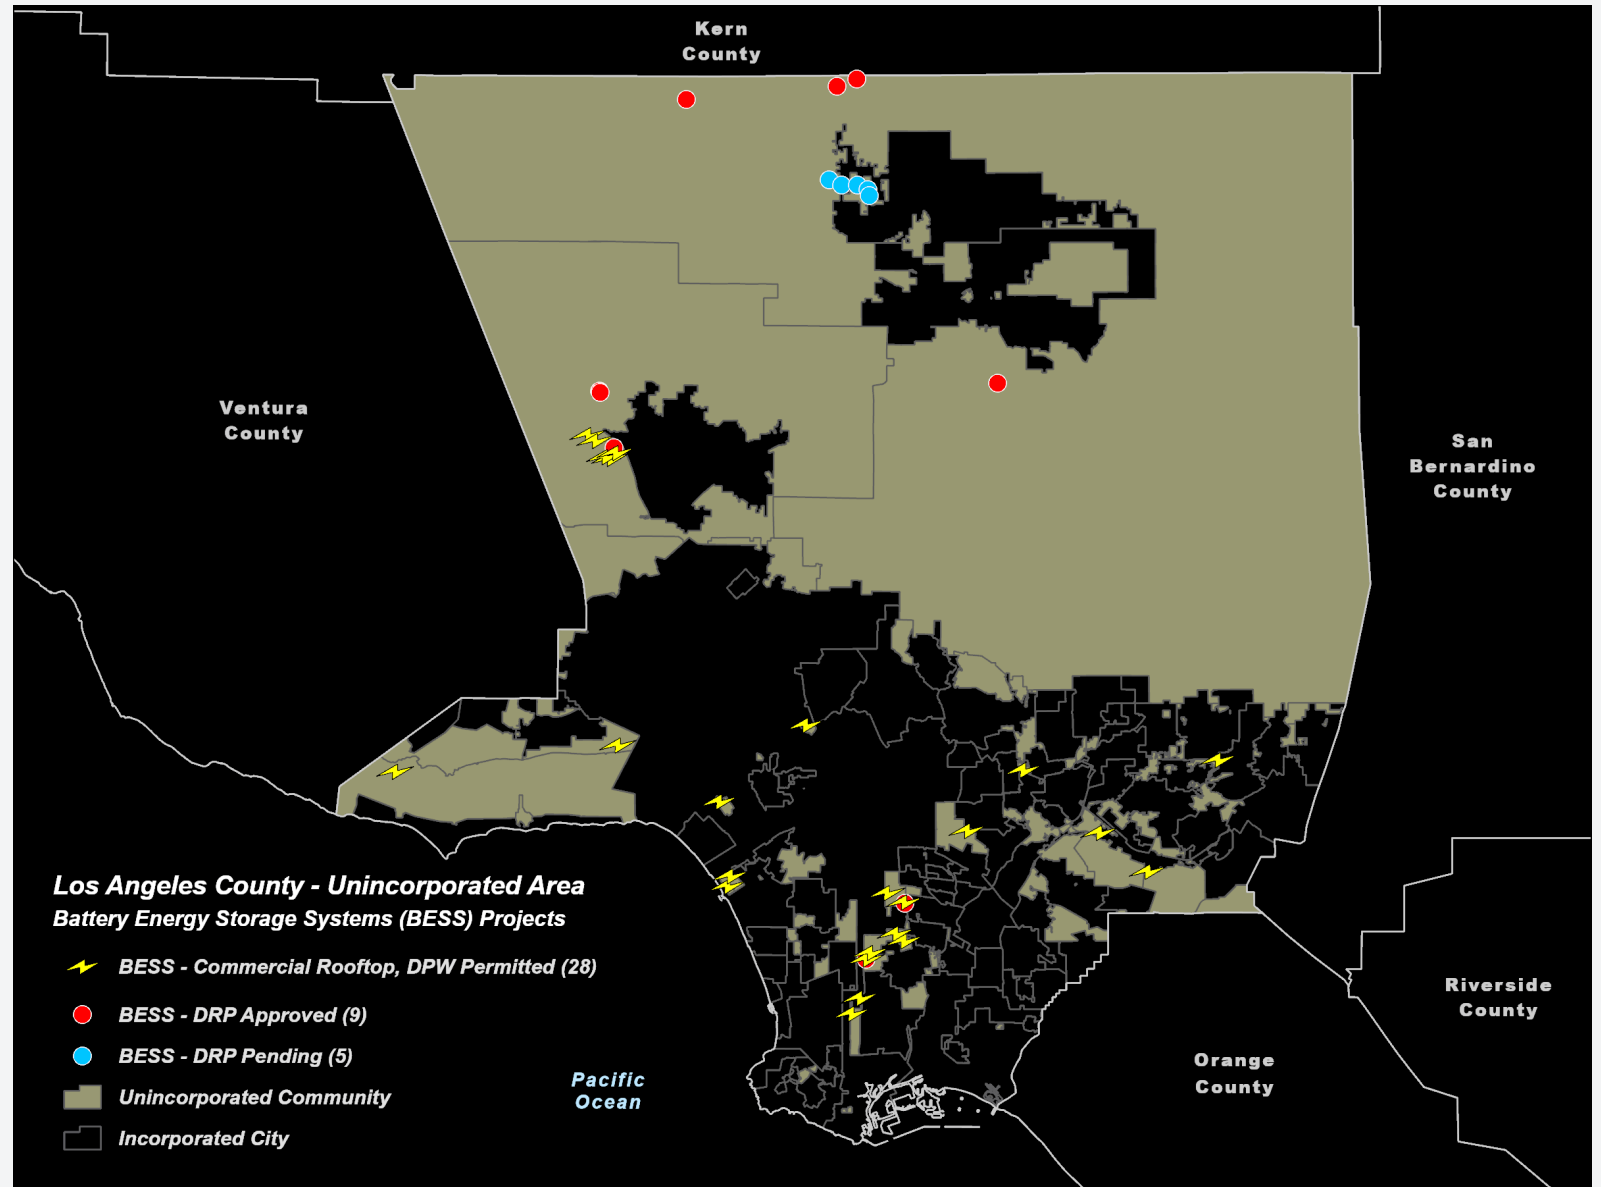 Kern
County
Ventura
County
San
Bernardino
County
Los Angeles County - Unincorporated Area
Battery Energy Storage Systems (BESS) Projects
BESS - Commercial Rooftop, DPW Permitted (28)
BESS - DRP Approved (9)
BESS - DRP Pending (5)
Unincorporated Community
Incorporated City
Pacific
Ocean
Riverside
County
Orange
County